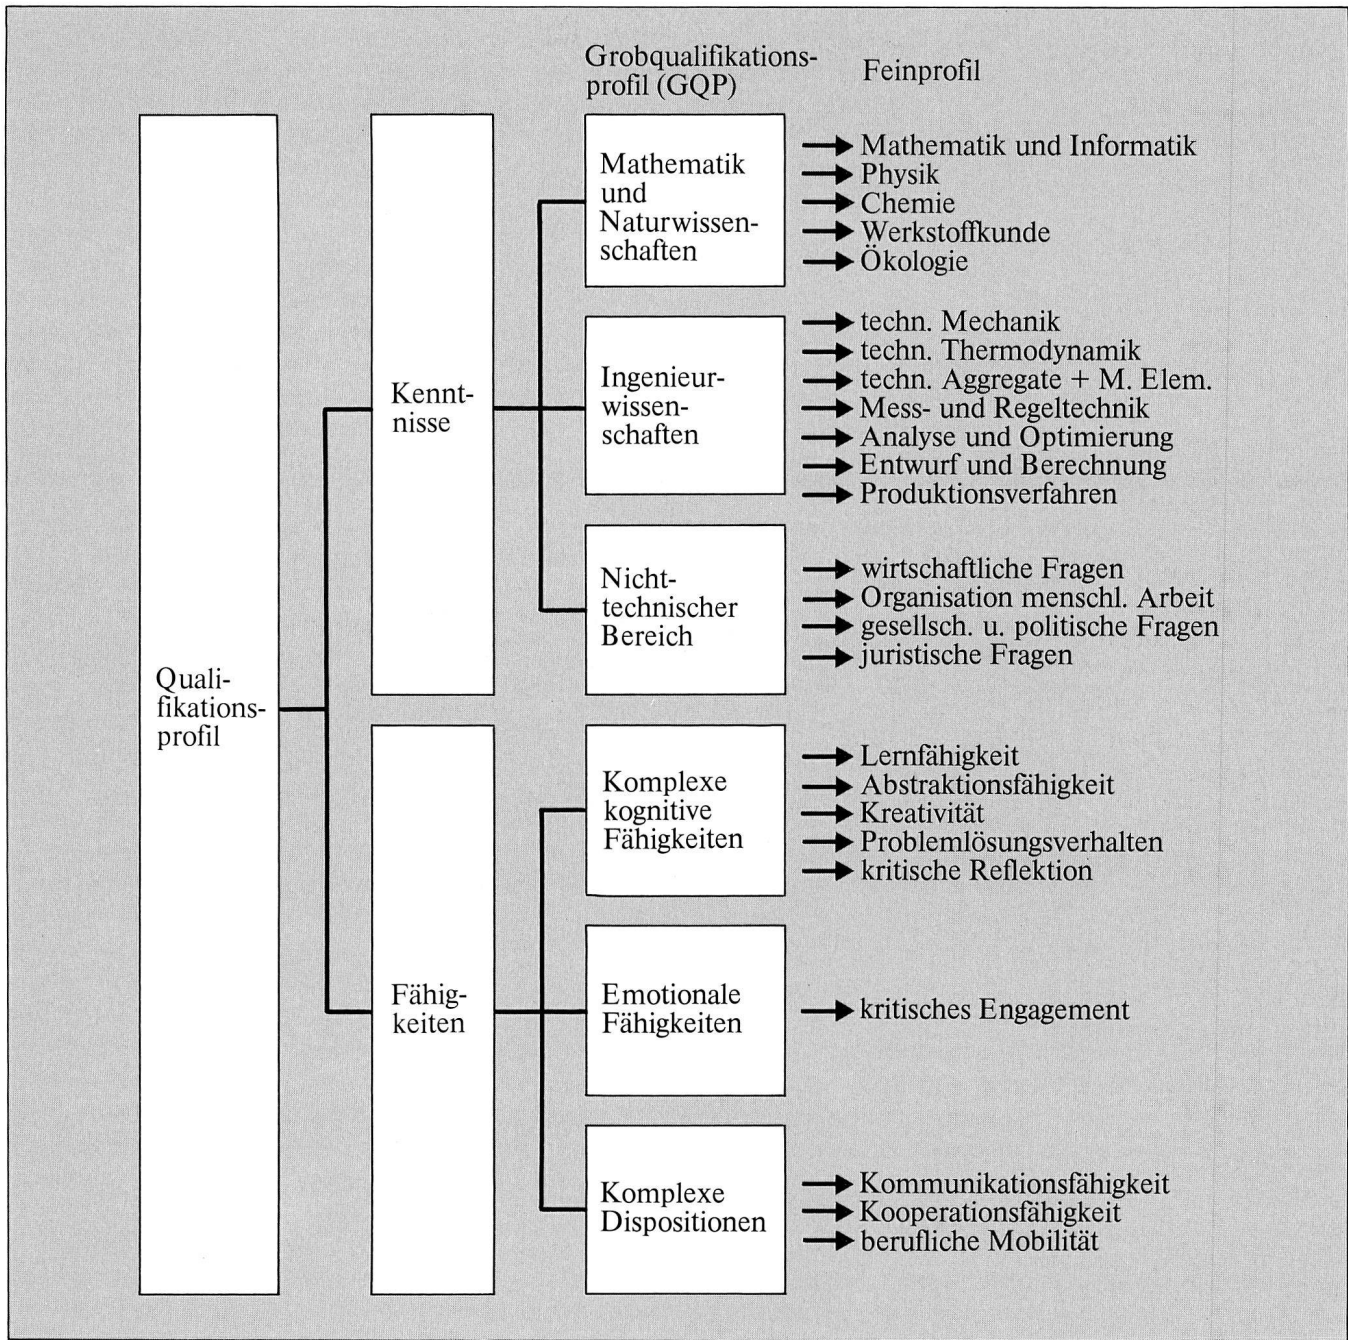 Grobqualifikations-
profil (GQP)
Feinprofil
Quali-
fikations-
profil
Kennt-
nisse
Mathematik
und
Naturwissen-
schaften
Mathematik und Informatik
Physik
Chemie
Werkstoffkunde
Ökologie
Ingenieur-
wissen-
schaften
techn. Mechanik
techn. Thermodynamik
techn. Aggregate + M. Elem.
Mess- und Regeltechnik
Analyse und Optimierung
Entwurf und Berechnung
Produktionsverfahren
Nicht-
technischer
Bereich
wirtschaftliche Fragen
Organisation menschl. Arbeit
gesellsch. u. politische Fragen
juristische Fragen
Fähig-
keiten
Komplexe
kognitive
Fähigkeiten
Lernfähigkeit
Abstraktionsfähigkeit
Kreativität
Problemlösungsverhalten
kritische Reflektion
Emotionale
Fähigkeiten
kritisches Engagement
Komplexe
Dispositionen
Kommunikationsfähigkeit
Kooperationsfähigkeit
berufliche Mobilität